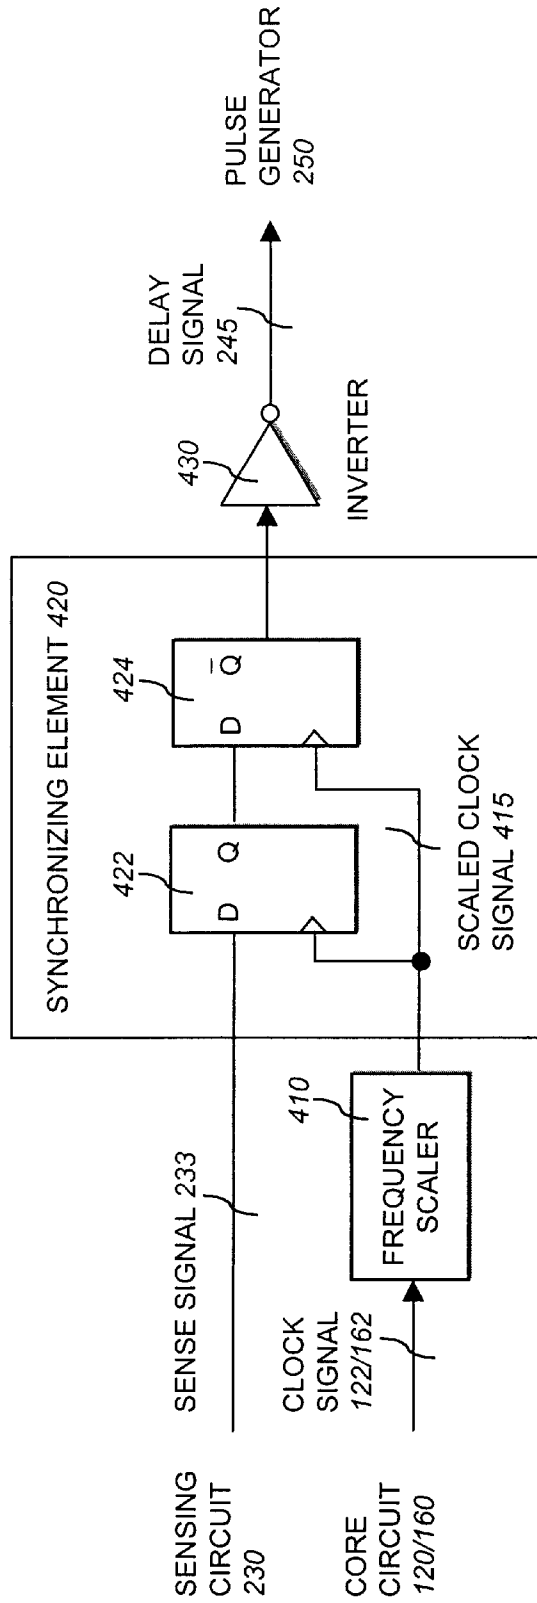 SENSING
CIRCUIT
230
SENSE SIGNAL 233
CORE
CIRCUIT
120/160
CLOCK
SIGNAL
122/162
410
FREQUENCY
SCALER
SYNCHRONIZING ELEMENT 420
422
D Q
424
D Q̅
SCALED CLOCK
SIGNAL 415
430
INVERTER
DELAY
SIGNAL
245
PULSE
GENERATOR
250